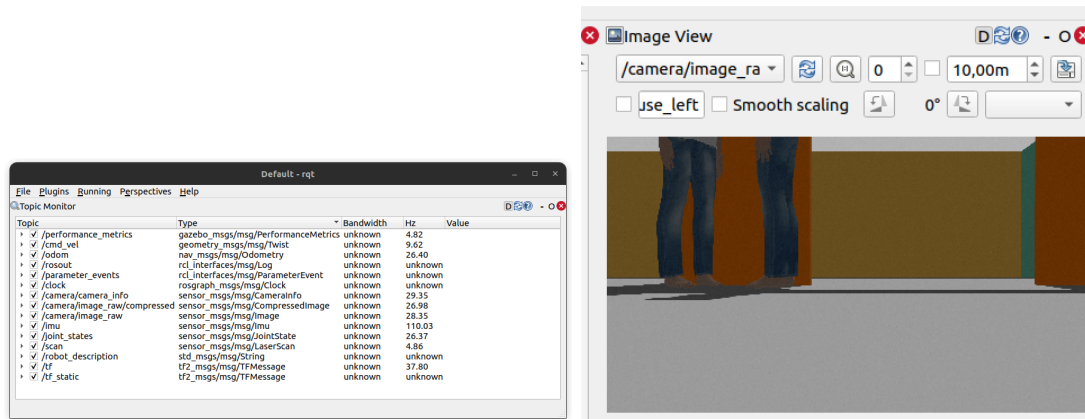 Default - rqt
File Plugins Running Perspectives Help
Topic Monitor D - O
Topic Type Bandwidth Hz Value
/performance_metrics gazebo_msgs/msg/PerformanceMetrics unknown 4.82
/cmd_vel geometry_msgs/msg/Twist unknown 9.62
/odom nav_msgs/msg/Odometry unknown 26.40
/rosout rcl_interfaces/msg/Log unknown unknown
/parameter_events rcl_interfaces/msg/ParameterEvent unknown unknown
/clock rosgraph_msgs/msg/Clock unknown unknown
/camera/camera_info sensor_msgs/msg/CameraInfo unknown 29.35
/camera/image_raw/compressed sensor_msgs/msg/CompressedImage unknown 26.98
/camera/image_raw sensor_msgs/msg/Image unknown 28.35
/imu sensor_msgs/msg/Imu unknown 110.03
/joint_states sensor_msgs/msg/JointState unknown 26.37
/scan sensor_msgs/msg/LaserScan unknown 4.86
/robot_description std_msgs/msg/String unknown unknown
/tf tf2_msgs/msg/TFMessage unknown 37.80
/tf_static tf2_msgs/msg/TFMessage unknown unknown
Image View D - O
/camera/image_ra 0 10,00m
use_left Smooth scaling 0°